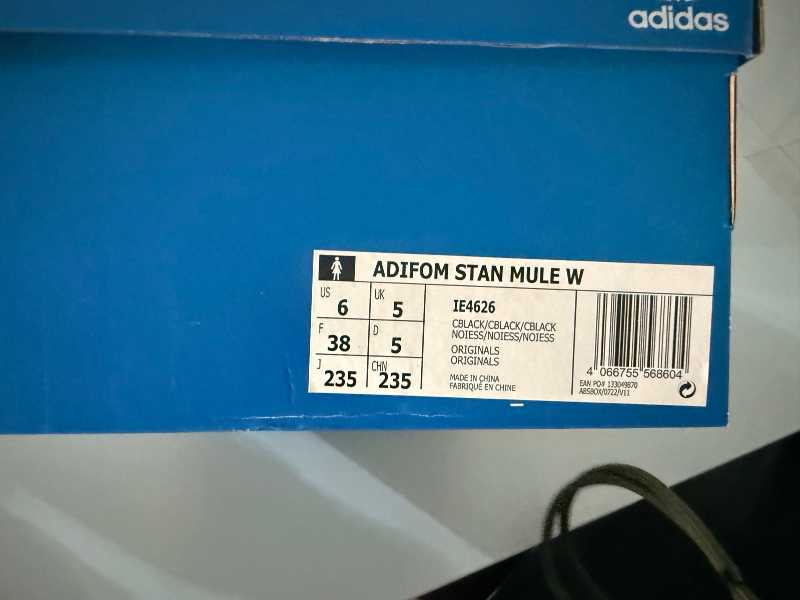 adidas
ADIFOM STAN MULE W
US 6 UK 5
F 38 D 5
J 235 CHN 235
IE4626
CBLACK/CBLACK/CBLACK
NOIESS/NOIESS/NOIESS
ORIGINALS
ORIGINALS
MADE IN CHINA
FABRIQUÉ EN CHINE
4 066755 568604
EAN PO# 133049870
ABSBOX/0722/V11